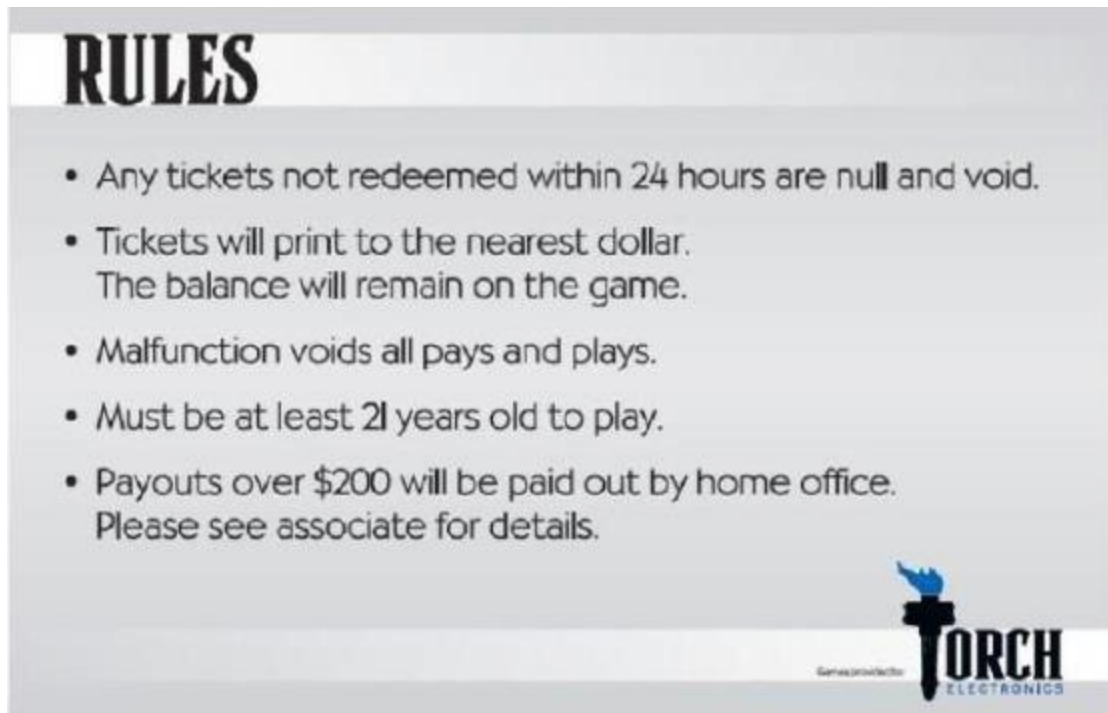 RULES
• Any tickets not redeemed within 24 hours are null and void.
• Tickets will print to the nearest dollar.
The balance will remain on the game.
• Malfunction voids all pays and plays.
• Must be at least 21 years old to play.
• Payouts over $200 will be paid out by home office.
Please see associate for details.
Games provided by:
TORCH
ELECTRONICS